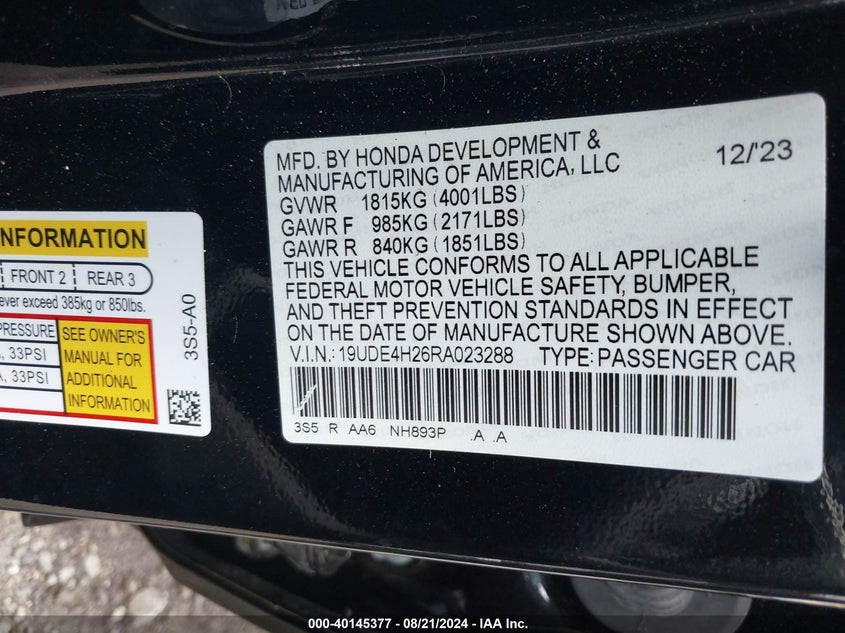 MFD. BY HONDA DEVELOPMENT &
MANUFACTURING OF AMERICA, LLC
12/'23
GVWR 1815KG (4001LBS)
GAWR F 985KG (2171LBS)
GAWR R 840KG (1851LBS)
THIS VEHICLE CONFORMS TO ALL APPLICABLE
FEDERAL MOTOR VEHICLE SAFETY, BUMPER,
AND THEFT PREVENTION STANDARDS IN EFFECT
ON THE DATE OF MANUFACTURE SHOWN ABOVE.
V.I.N.: 19UDE4H26RA023288 TYPE: PASSENGER CAR
3S5 R AA6 NH893P .A .A
NFORMATION
FRONT 2 REAR 3
ever exceed 385kg or 850lbs.
PRESSURE
, 33PSI
A, 33PSI
SEE OWNER'S
MANUAL FOR
ADDITIONAL
INFORMATION
3S5-A0
000-40145377 - 08/21/2024 - IAA Inc.